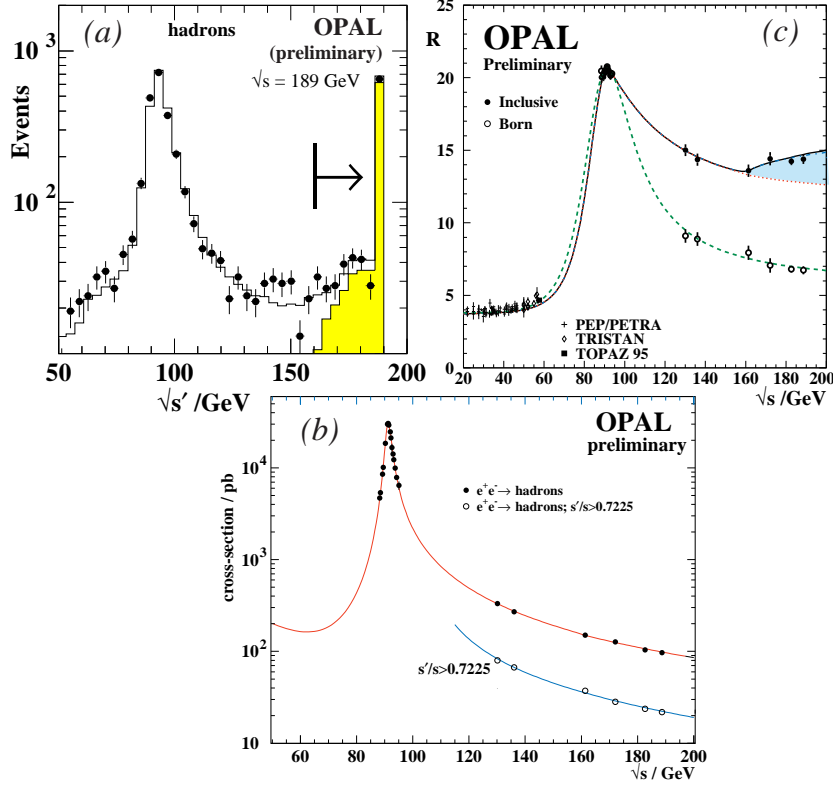 (a)
hadrons
OPAL
(preliminary)
√s = 189 GeV
Events
10³
10²
50
100
150
200
√s′ /GeV
R
OPAL
Preliminary
(c)
Inclusive
Born
25
20
15
10
5
0
PEP/PETRA
TRISTAN
TOPAZ 95
20
40
60
80
100
120
140
160
180
200
√s /GeV
(b)
OPAL
preliminary
e⁺e⁻→ hadrons
e⁺e⁻→ hadrons; s′/s>0.7225
cross-section / pb
10⁴
10³
10²
10
s′/s>0.7225
60
80
100
120
140
160
180
200
√s / GeV